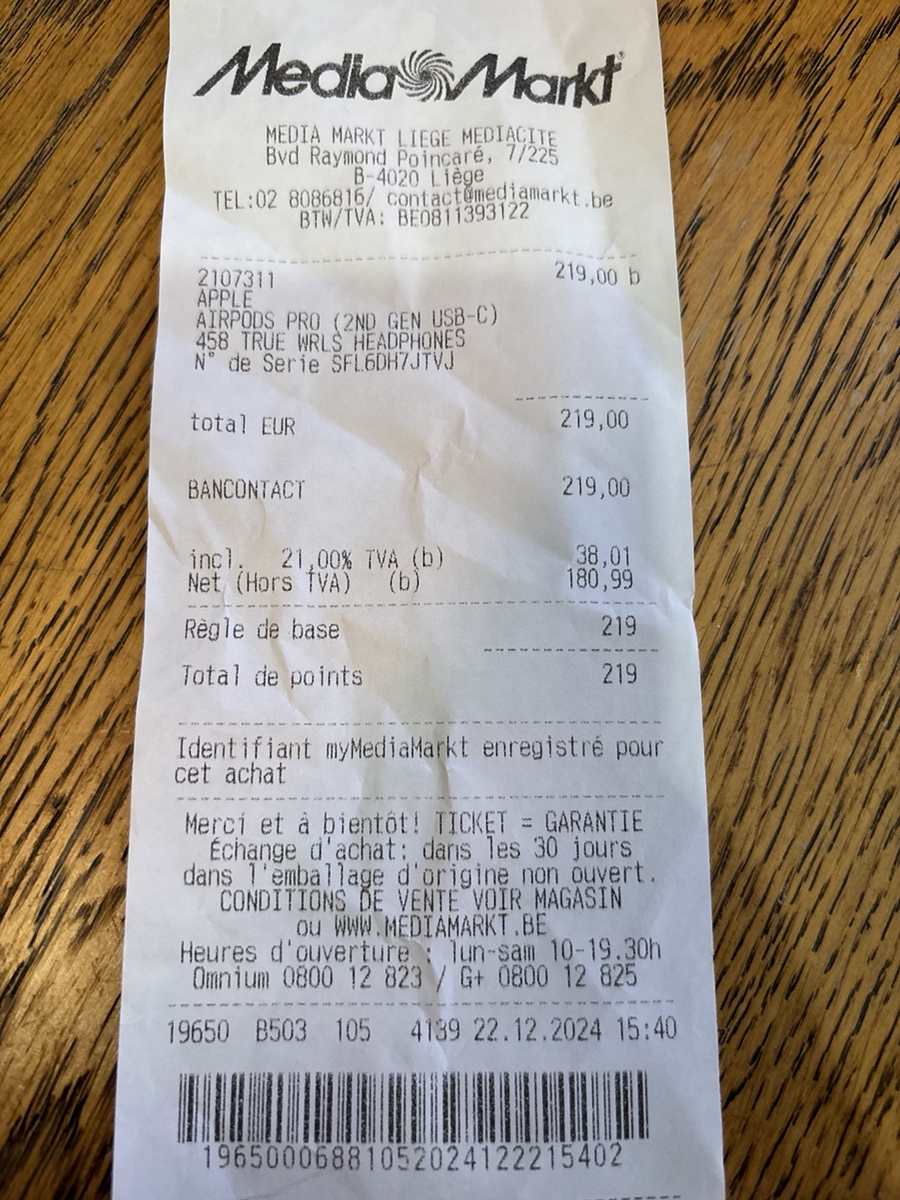 Media Markt
MEDIA MARKT LIEGE MEDIACITE
Bvd Raymond Poincaré, 7/225
B-4020 Liège
TEL:02 8086816/ contact@mediamarkt.be
BTW/TVA: BE0811393122
2107311 219,00 b
APPLE
AIRPODS PRO (2ND GEN USB-C)
458 TRUE WRLS HEADPHONES
N° de Serie SFL6DH7JTVJ
total EUR 219,00
BANCONTACT 219,00
incl. 21,00% TVA (b) 38,01
Net (Hors TVA) (b) 180,99
Règle de base 219
Total de points 219
Identifiant myMediaMarkt enregistré pour
cet achat
Merci et à bientôt! TICKET = GARANTIE
Échange d'achat: dans les 30 jours
dans l'emballage d'origine non ouvert.
CONDITIONS DE VENTE VOIR MAGASIN
ou WWW.MEDIAMARKT.BE
Heures d'ouverture : lun-sam 10-19.30h
Omnium 0800 12 823 / G+ 0800 12 825
19650 B503 105 4139 22.12.2024 15:40
19650006881052024122215402